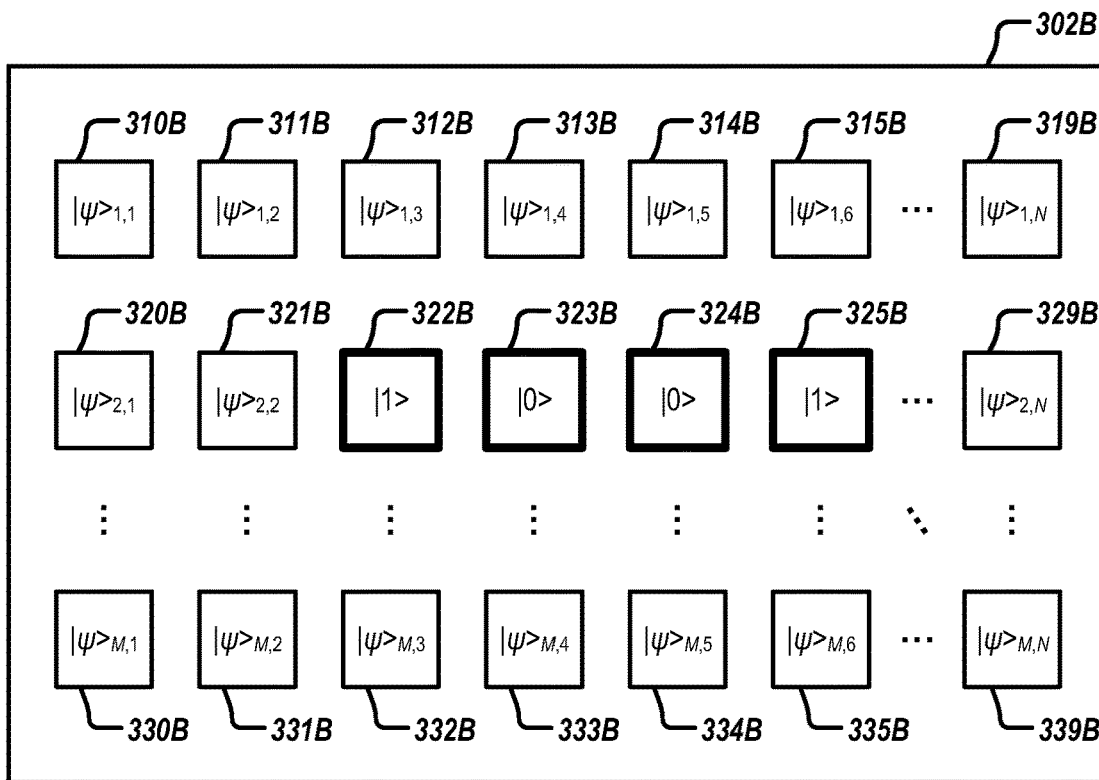 302B
310B 311B 312B 313B 314B 315B 319B
|ψ>1,1 |ψ>1,2 |ψ>1,3 |ψ>1,4 |ψ>1,5 |ψ>1,6 ... |ψ>1,N
320B 321B 322B 323B 324B 325B 329B
|ψ>2,1 |ψ>2,2 |1> |0> |0> |1> ... |ψ>2,N
⋮ ⋮ ⋮ ⋮ ⋮ ⋮ ⋱ ⋮
|ψ>M,1 |ψ>M,2 |ψ>M,3 |ψ>M,4 |ψ>M,5 |ψ>M,6 ... |ψ>M,N
330B 331B 332B 333B 334B 335B 339B